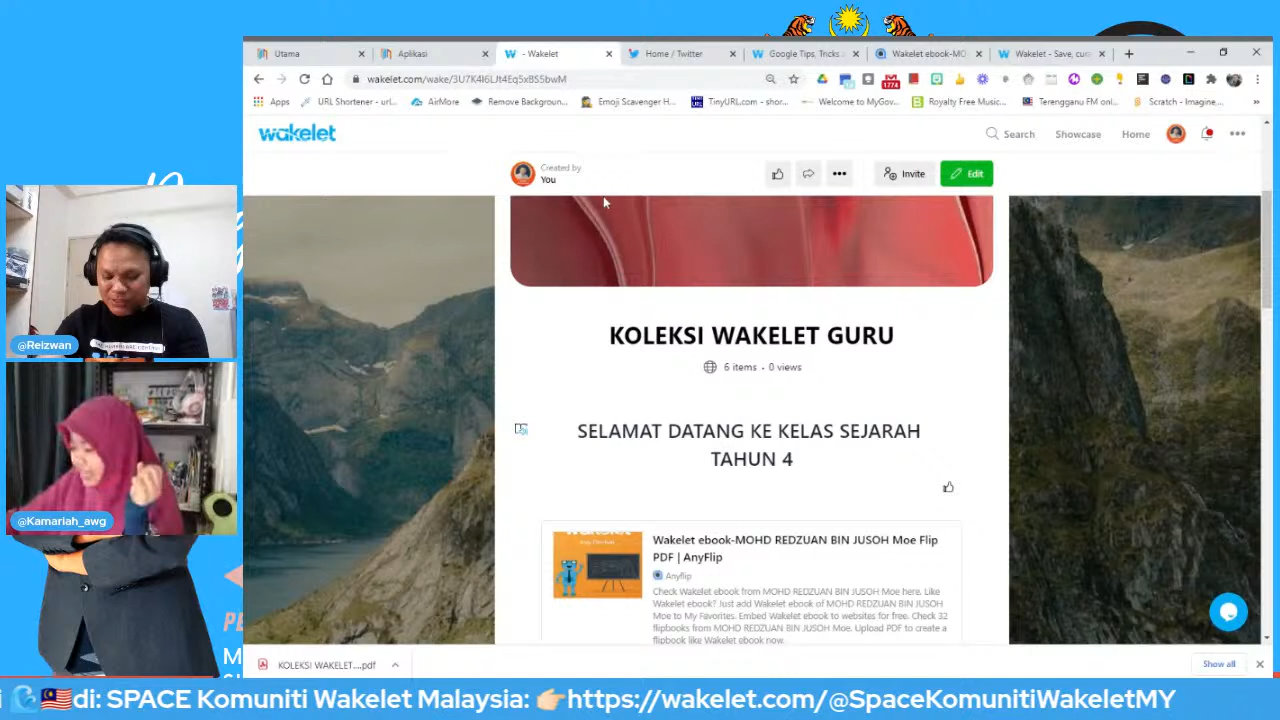 Utama
Aplikasi
- Wakelet
Home / Twitter
Google Tips, Tricks
Wakelet ebook-MO
Wakelet - Save, cur
wakelet.com/wake/3U7K4l6LJt4Eq5xBS5bwM
1774
Apps
URL Shortener - url...
AirMore
Remove Backgroun...
Emoji Scavenger H...
TinyURL.com - shor...
Welcome to MyGov...
Royalty Free Music...
Terengganu FM onl...
Scratch - Imagine,...
wakelet
Search
Showcase
Home
Created by
You
Invite
Edit
KOLEKSI WAKELET GURU
6 items • 0 views
SELAMAT DATANG KE KELAS SEJARAH
TAHUN 4
Wakelet ebook-MOHD REDZUAN BIN JUSOH Moe Flip
PDF | AnyFlip
Anyflip
Check Wakelet ebook from MOHD REDZUAN BIN JUSOH Moe here. Like
Wakelet ebook? Just add Wakelet ebook of MOHD REDZUAN BIN JUSOH
Moe to My Favorites. Embed Wakelet ebook to websites for free. Check 32
flipbooks from MOHD REDZUAN BIN JUSOH Moe. Upload PDF to create a
flipbook like Wakelet ebook now.
@Reizwan
@Kamariah_awg
KOLEKSI WAKELET....pdf
Show all
di: SPACE Komuniti Wakelet Malaysia: 👉🏻https://wakelet.com/@SpaceKomunitiWakeletMY